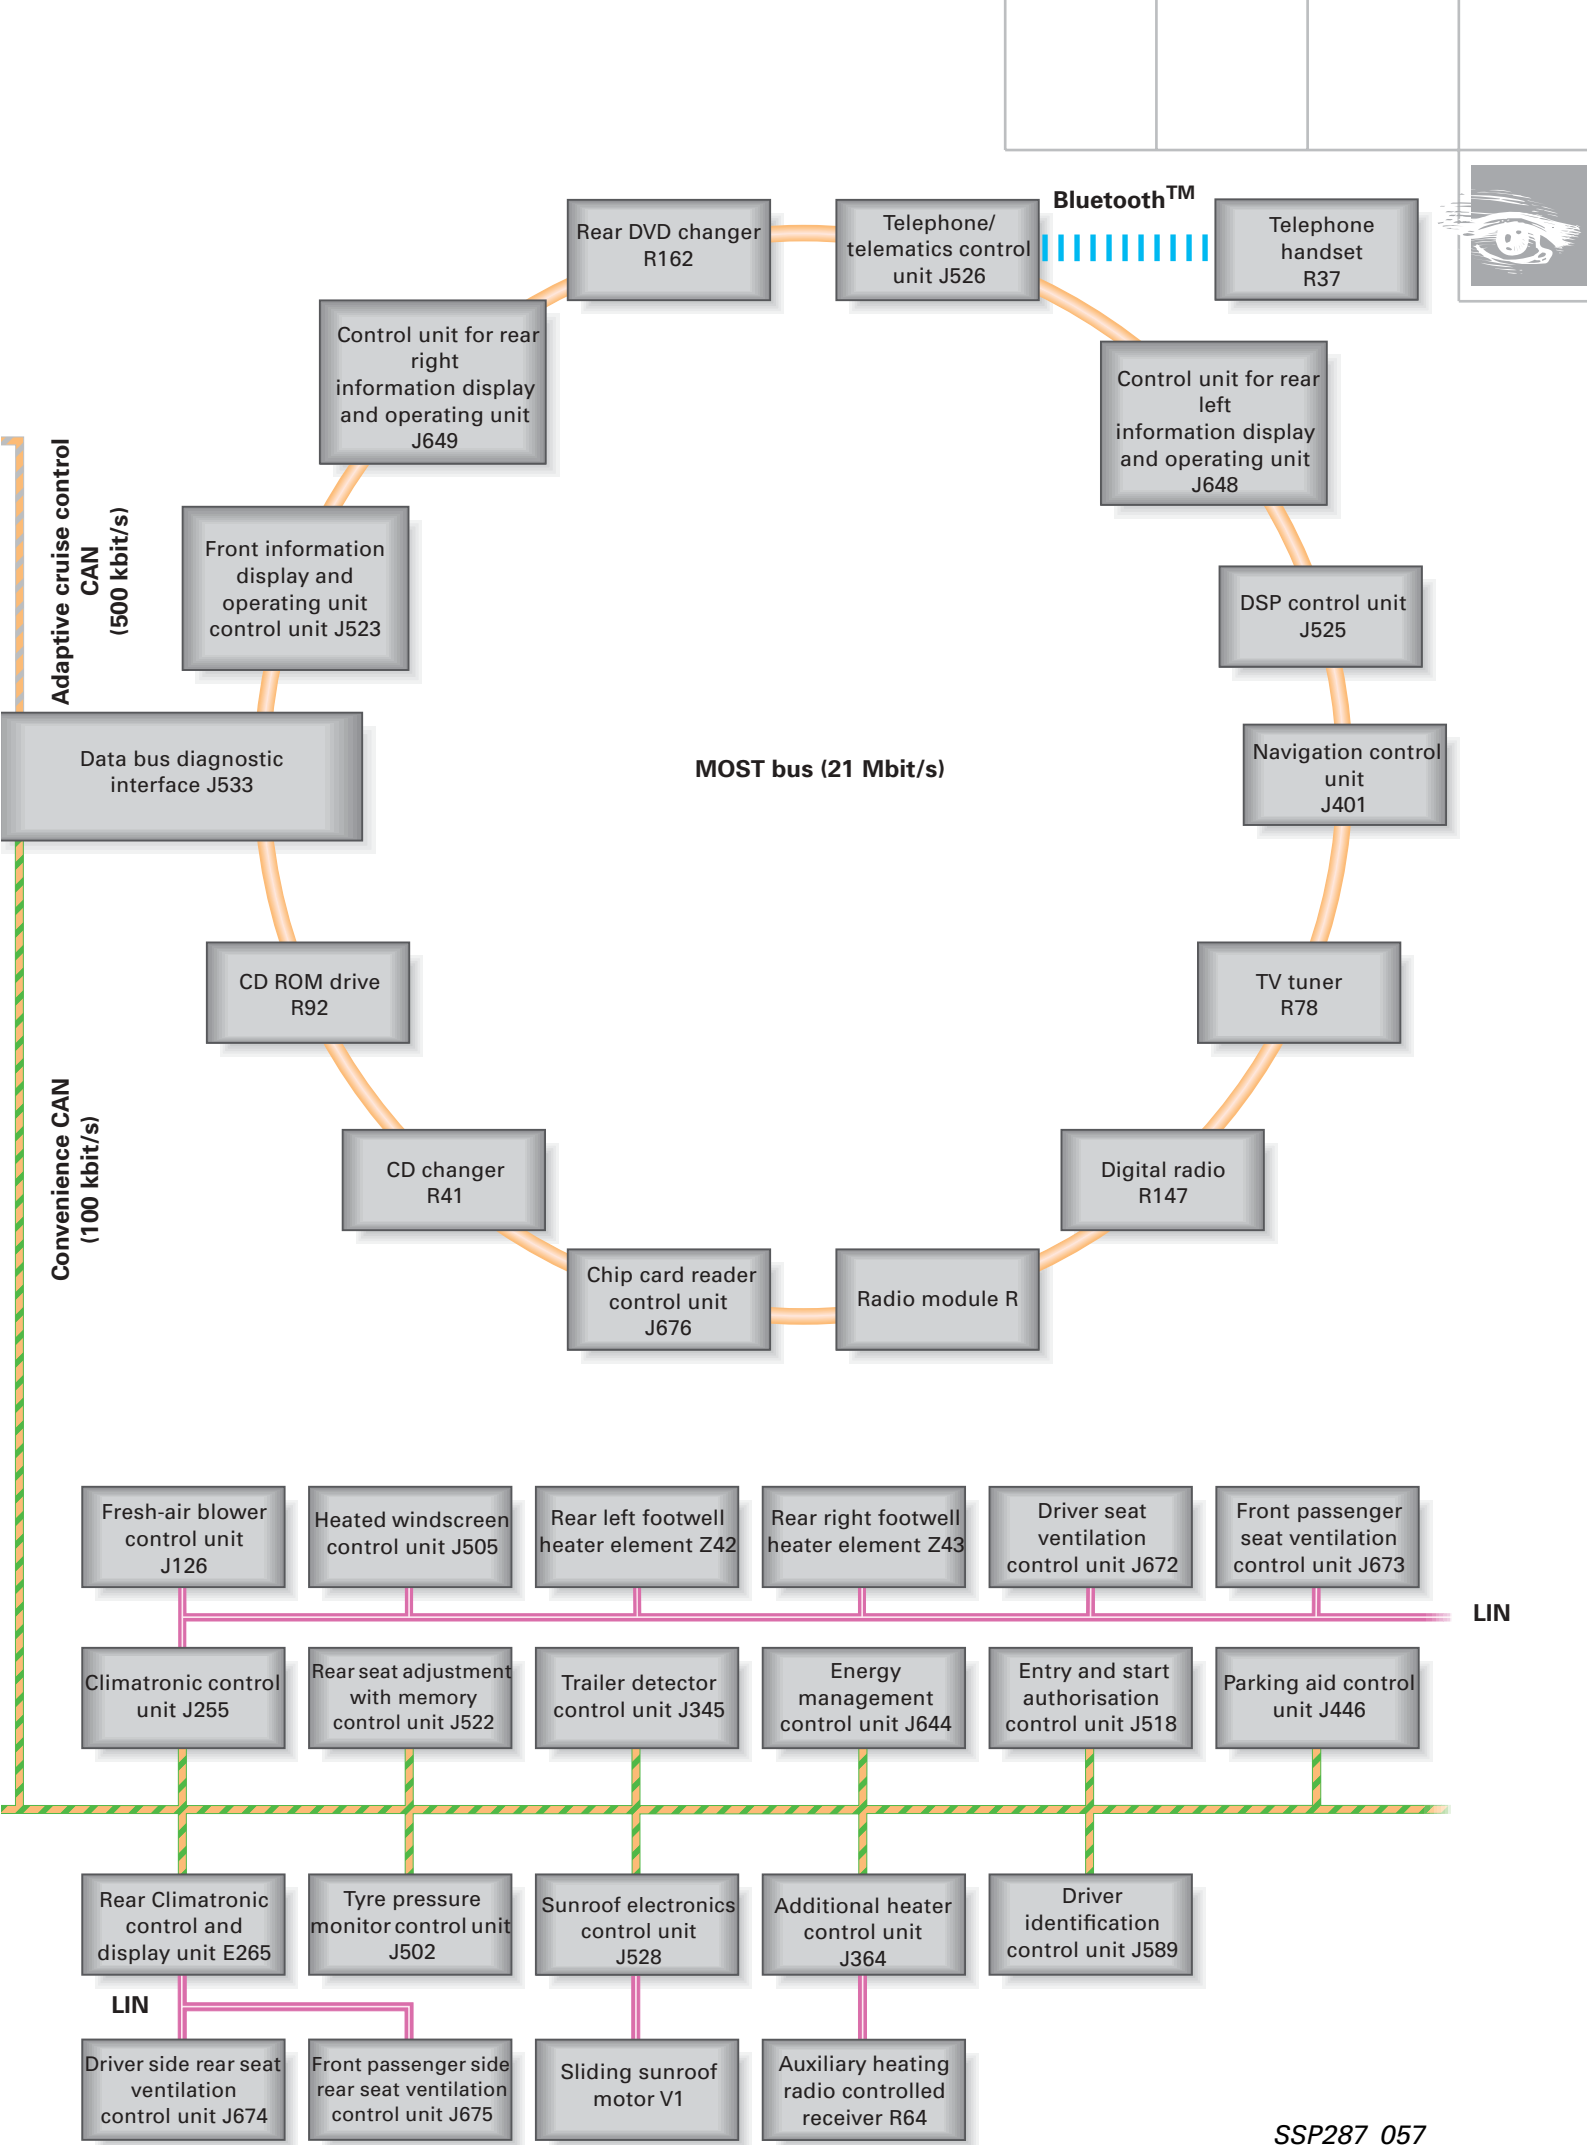 Bluetooth™
Rear DVD changer
R162
Telephone/
telematics control
unit J526
Telephone
handset
R37
Control unit for rear
right
information display
and operating unit
J649
Control unit for rear
left
information display
and operating unit
J648
Adaptive cruise control
CAN
(500 kbit/s)
Front information
display and
operating unit
control unit J523
DSP control unit
J525
Data bus diagnostic
interface J533
MOST bus (21 Mbit/s)
Navigation control
unit
J401
CD ROM drive
R92
TV tuner
R78
Convenience CAN
(100 kbit/s)
CD changer
R41
Digital radio
R147
Chip card reader
control unit
J676
Radio module R
Fresh-air blower
control unit
J126
Heated windscreen
control unit J505
Rear left footwell
heater element Z42
Rear right footwell
heater element Z43
Driver seat
ventilation
control unit J672
Front passenger
seat ventilation
control unit J673
LIN
Climatronic control
unit J255
Rear seat adjustment
with memory
control unit J522
Trailer detector
control unit J345
Energy
management
control unit J644
Entry and start
authorisation
control unit J518
Parking aid control
unit J446
Rear Climatronic
control and
display unit E265
Tyre pressure
monitor control unit
J502
Sunroof electronics
control unit
J528
Additional heater
control unit
J364
Driver
identification
control unit J589
LIN
Driver side rear seat
ventilation
control unit J674
Front passenger side
rear seat ventilation
control unit J675
Sliding sunroof
motor V1
Auxiliary heating
radio controlled
receiver R64
SSP287_057